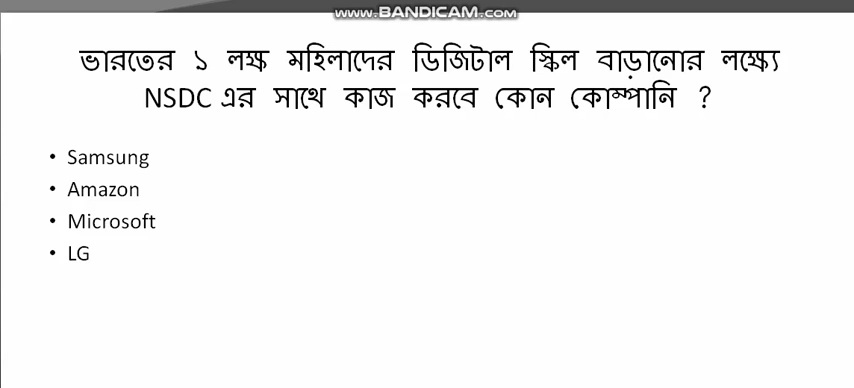 www.BANDICAM.com
ভারতের ১ লক্ষ মহিলাদের ডিজিটাল স্কিল বাড়ানোর লক্ষ্যে
NSDC এর সাথে কাজ করবে কোন কোম্পানি ?
• Samsung
• Amazon
• Microsoft
• LG